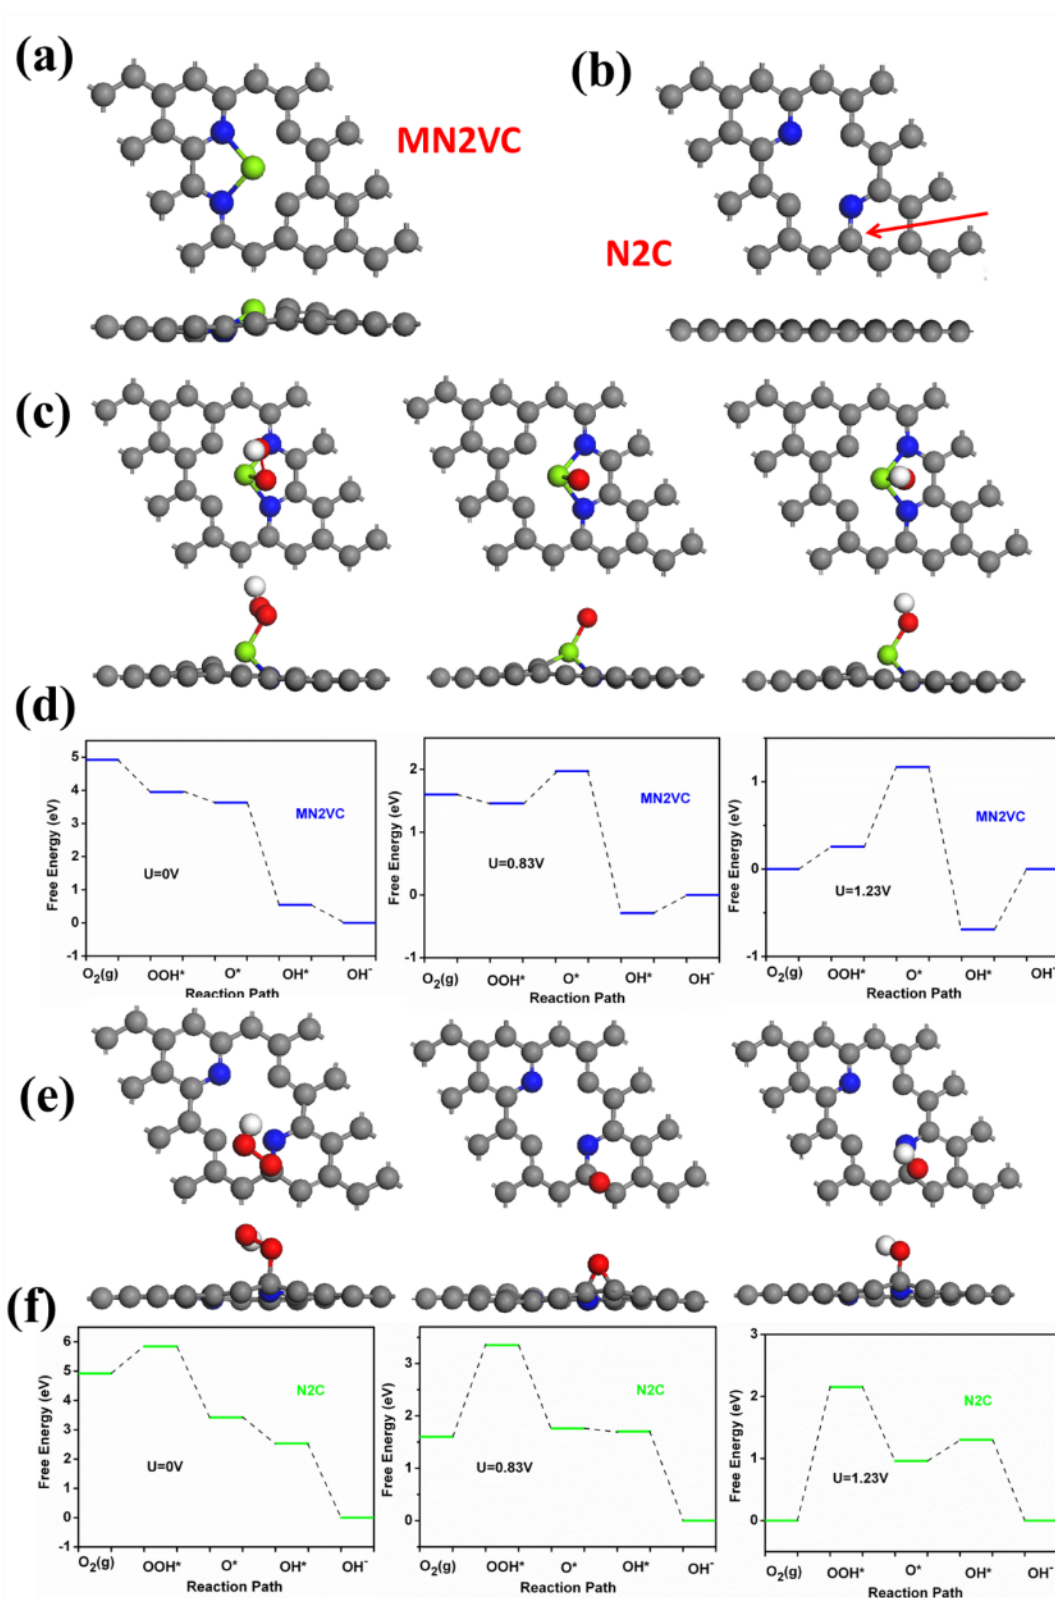 (a)
MN2VC
(b)
N2C
(c)
(d)
5
4
3
2
1
0
-1
Free Energy (eV)
MN2VC
U=0V
O₂(g) OOH* O* OH* OH⁻
Reaction Path
2
1
0
-1
Free Energy (eV)
MN2VC
U=0.83V
O₂(g) OOH* O* OH* OH⁻
Reaction Path
1
0
-1
Free Energy (eV)
MN2VC
U=1.23V
O₂(g) OOH* O* OH* OH⁻
Reaction Path
(e)
(f)
6
5
4
3
2
1
0
-1
Free Energy (eV)
N2C
U=0V
O₂(g) OOH* O* OH* OH⁻
Reaction Path
3
2
1
0
Free Energy (eV)
N2C
U=0.83V
O₂(g) OOH* O* OH* OH⁻
Reaction Path
3
2
1
0
Free Energy (eV)
N2C
U=1.23V
O₂(g) OOH* O* OH* OH⁻
Reaction Path